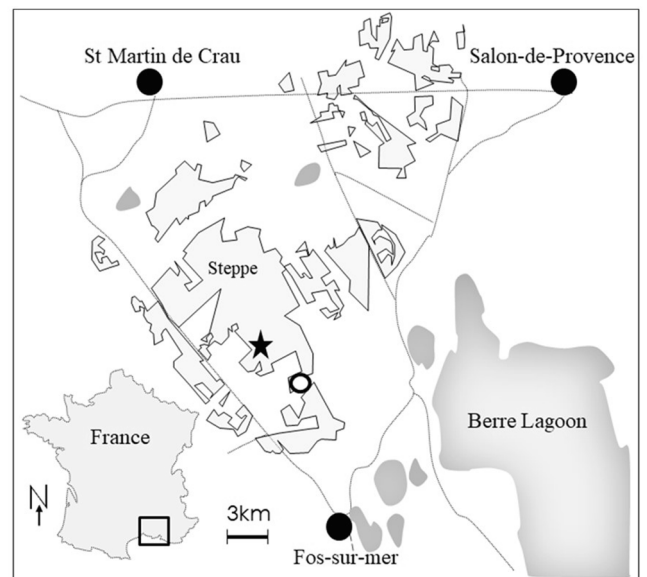 St Martin de Crau
Salon-de-Provence
Steppe
Berre Lagoon
France
N
3km
Fos-sur-mer